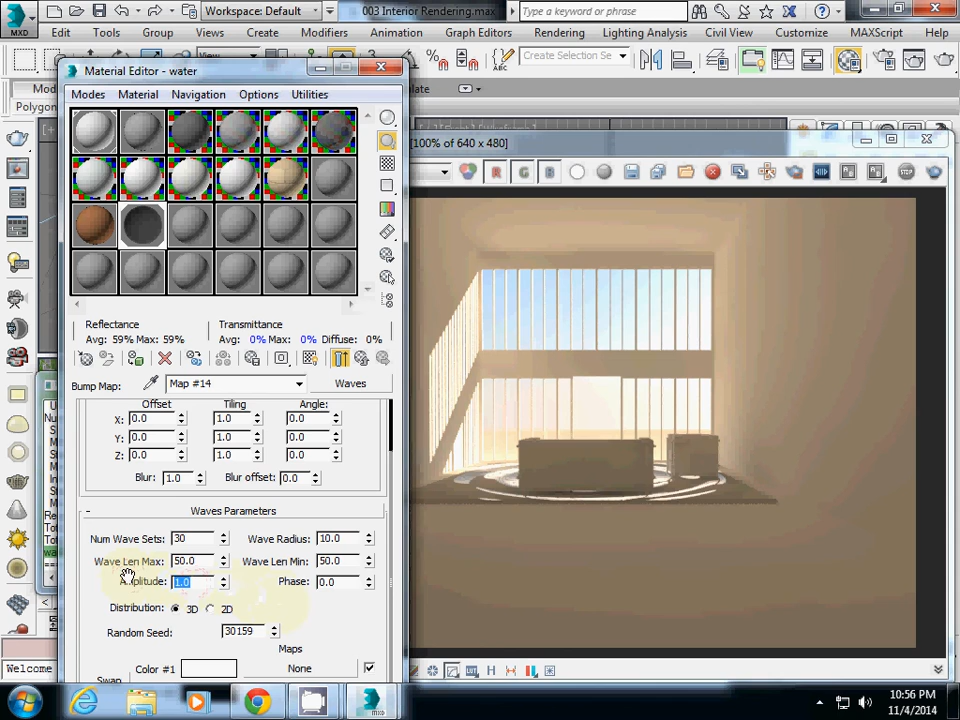 MXD
Workspace: Default
003 Interior Rendering.max
Type a keyword or phrase
Edit Tools Group Views Create Modifiers Animation Graph Editors Rendering Lighting Analysis Civil View Customize MAXScript Help
View
ABC
Create Selection Se
Material Editor - water
Modes Material Navigation Options Utilities
Polygon
[100% of 640 x 480]
R G B
STOP
Reflectance
Avg: 59% Max: 59%
Transmittance
Avg: 0% Max: 0% Diffuse: 0%
Bump Map: Map #14 Waves
Offset Tiling Angle:
X: 0.0 1.0 0.0
Y: 0.0 1.0 0.0
Z: 0.0 1.0 0.0
Blur: 1.0 Blur offset: 0.0
- Waves Parameters
Num Wave Sets: 30 Wave Radius: 10.0
Wave Len Max: 50.0 Wave Len Min: 50.0
Amplitude: 1.0 Phase: 0.0
Distribution: 3D 2D
Random Seed: 30159
Maps
Color #1 None
Swap
Welcome
H
10:56 PM
11/4/2014